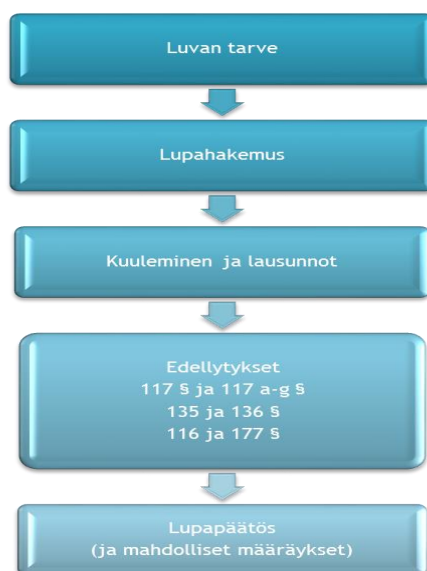 Luvan tarve
Lupahakemus
Kuuleminen ja lausunnot
Edellytykset
117 § ja 117 a-g §
135 ja 136 §
116 ja 177 §
Lupapäätös
(ja mahdolliset määräykset)